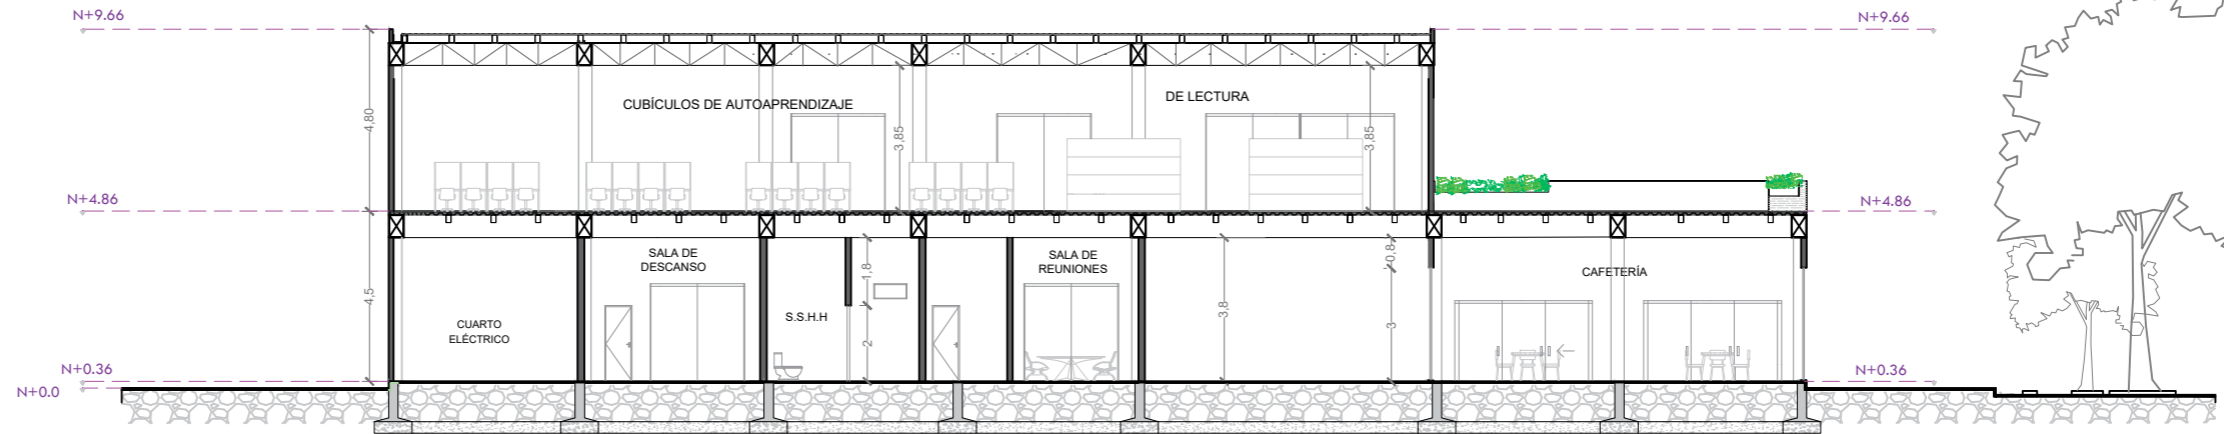 N+9.66
N+9.66
4,80
CUBÍCULOS DE AUTOAPRENDIZAJE
DE LECTURA
3,85
3,85
N+4.86
N+4.86
4,5
SALA DE
DESCANSO
1,8
SALA DE
REUNIONES
0,8
CAFETERÍA
3,8
CUARTO
ELÉCTRICO
S.S.H.H
2
3
N+0.36
N+0.0
N+0.36